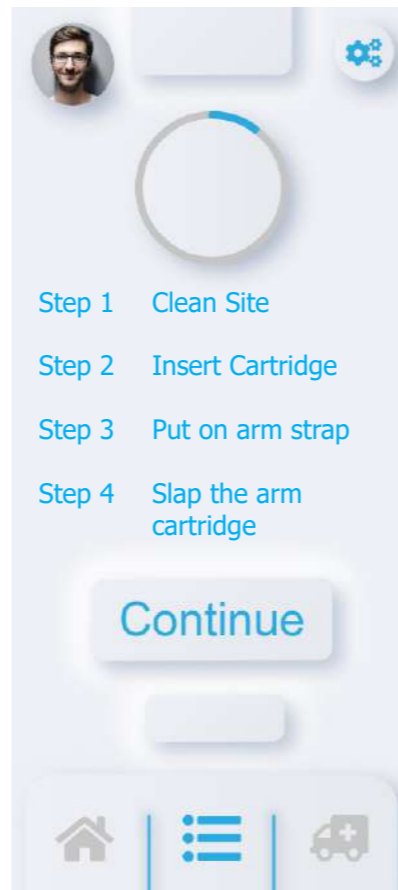 Step 1 Clean Site
Step 2 Insert Cartridge
Step 3 Put on arm strap
Step 4 Slap the arm
cartridge
Continue